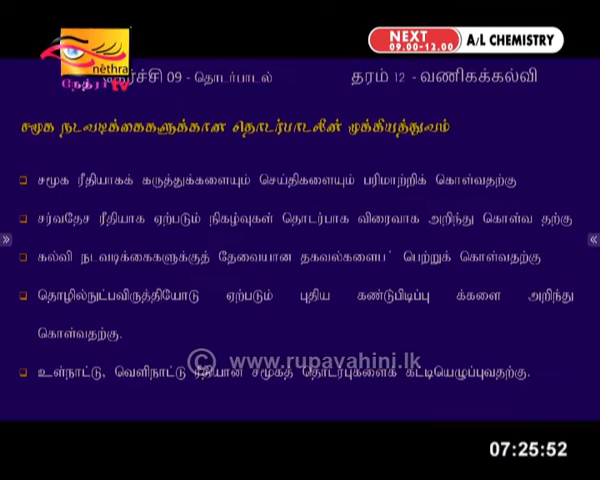 NEXT
09.00-12.00
A/L CHEMISTRY
nēthra
நேத்ரா TV
09 - தொடர்பாடல்
தரம் 12 - வணிகக்கல்வி
சமூக நடவடிக்கைகளுக்கான தொடர்பாடலின் முக்கியத்துவம்
சமூக ரீதியாகக் கருத்துக்களையும் செய்திகளையும் பரிமாற்றிக் கொள்வதற்கு
சர்வதேச ரீதியாக ஏற்படும் நிகழ்வுகள் தொடர்பாக விரைவாக அறிந்து கொள்வ தற்கு
கல்வி நடவடிக்கைகளுக்குத் தேவையான தகவல்களைப் பெற்றுக் கொள்வதற்கு
தொழில்நுட்பவிருத்தியோடு ஏற்படும் புதிய கண்டுபிடிப்பு க்களை அறிந்து
கொள்வதற்கு.
© www.rupavahini.lk
உள்நாட்டு, வெளிநாட்டு ரீதியான சமூகத் தொடர்புகளைக் கட்டியெழுப்புவதற்கு.
07:25:52